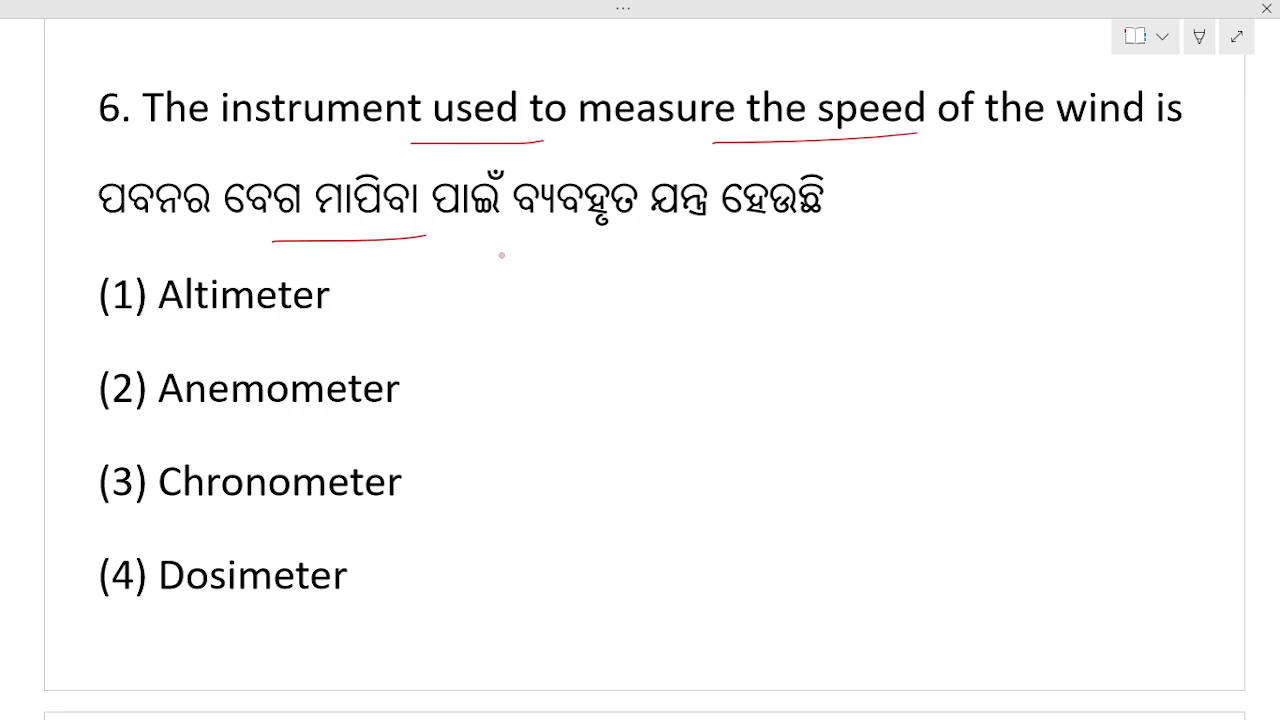 6. The instrument used to measure the speed of the wind is
ପବନର ବେଗ ମାପିବା ପାଇଁ ବ୍ୟବହୃତ ଯନ୍ତ୍ର ହେଉଛି
(1) Altimeter
(2) Anemometer
(3) Chronometer
(4) Dosimeter